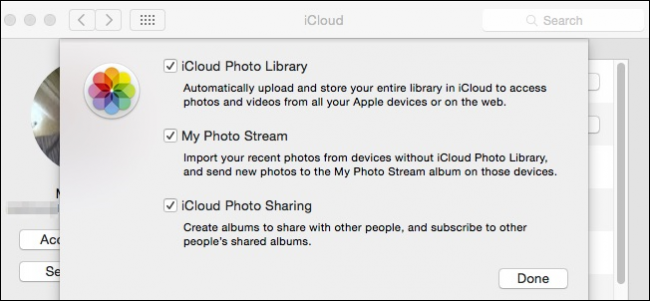 iCloud
Search
iCloud Photo Library
Automatically upload and store your entire library in iCloud to access
photos and videos from all your Apple devices or on the web.
My Photo Stream
Import your recent photos from devices without iCloud Photo Library,
and send new photos to the My Photo Stream album on those devices.
iCloud Photo Sharing
Create albums to share with other people, and subscribe to other
people's shared albums.
Done